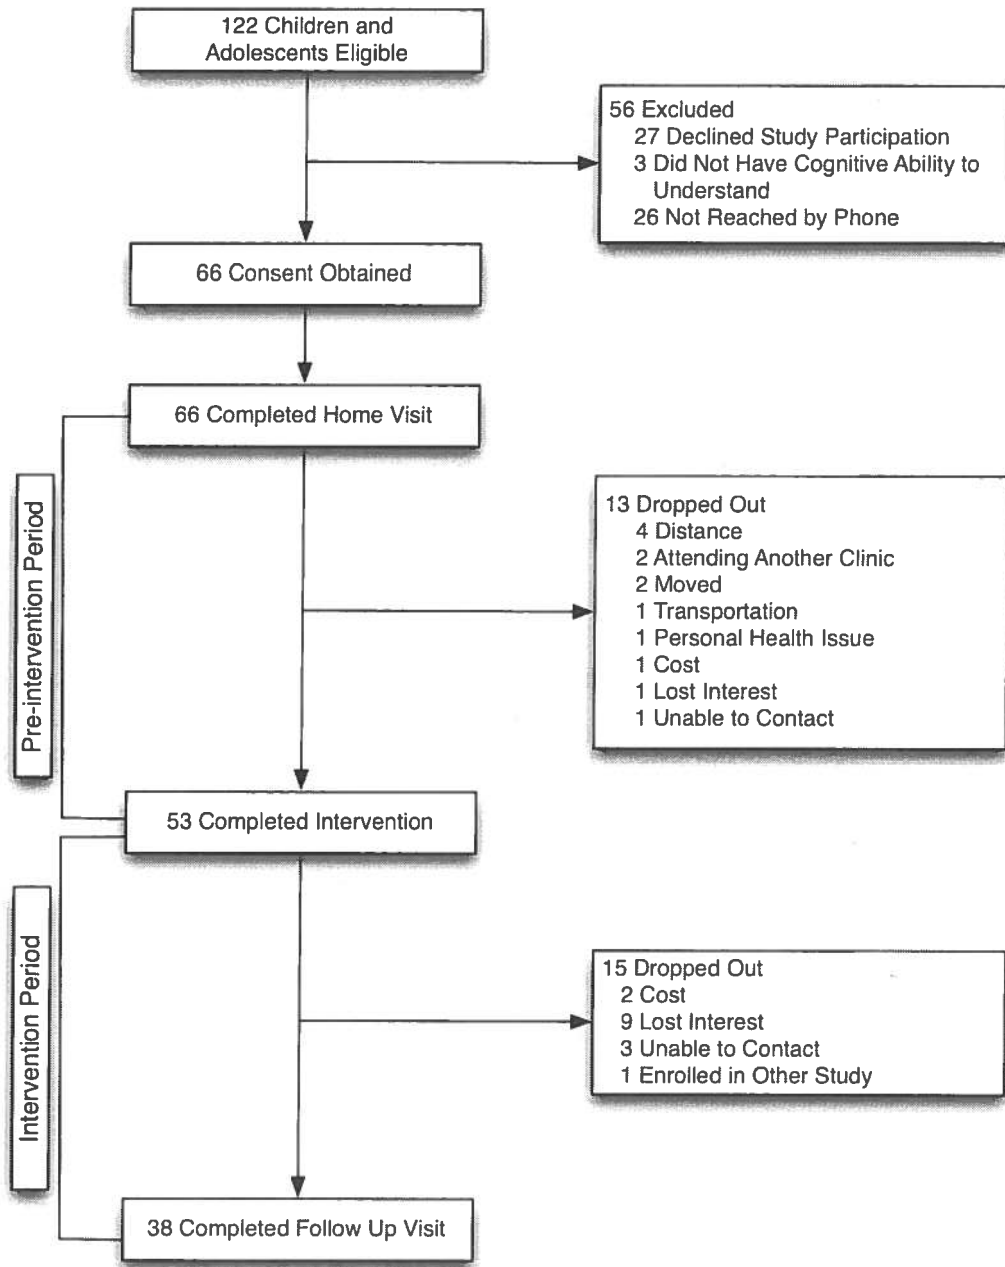 122 Children and
Adolescents Eligible
56 Excluded
27 Declined Study Participation
3 Did Not Have Cognitive Ability to
Understand
26 Not Reached by Phone
66 Consent Obtained
66 Completed Home Visit
Pre-intervention Period
13 Dropped Out
4 Distance
2 Attending Another Clinic
2 Moved
1 Transportation
1 Personal Health Issue
1 Cost
1 Lost Interest
1 Unable to Contact
53 Completed Intervention
Intervention Period
15 Dropped Out
2 Cost
9 Lost Interest
3 Unable to Contact
1 Enrolled in Other Study
38 Completed Follow Up Visit